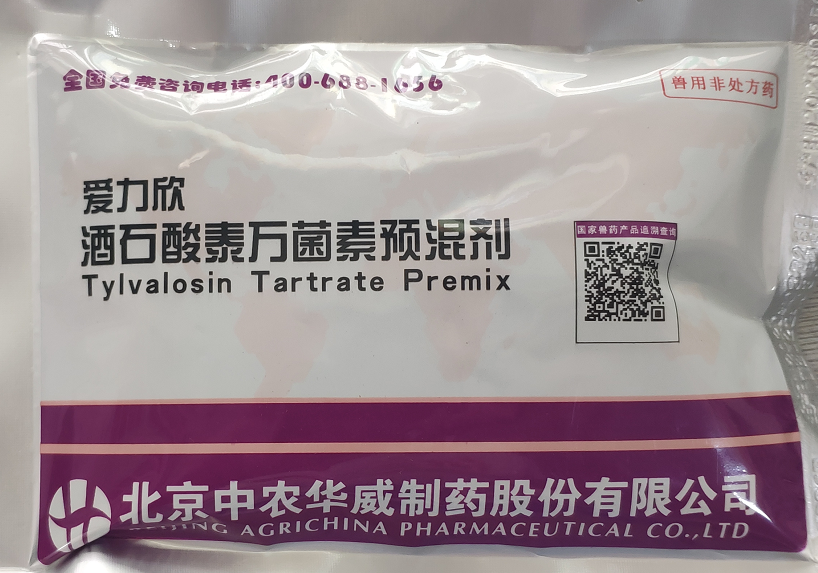 全国免费咨询电话:400-688-1656
兽用非处方药
爱力欣
酒石酸泰万菌素预混剂
Tylvalosin Tartrate Premix
国家兽药产品追溯查询
北京中农华威制药股份有限公司
AGRICHINA PHARMACEUTICAL CO.,LTD